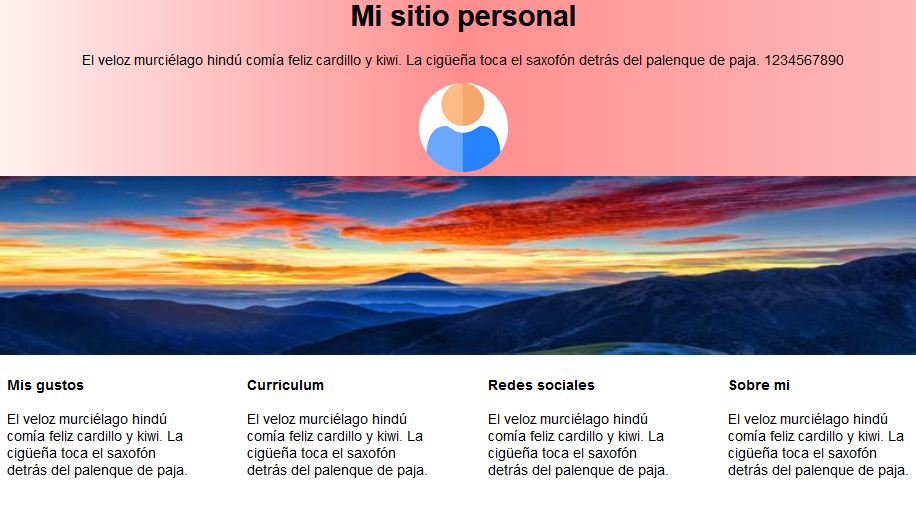 Mi sitio personal
El veloz murciélago hindú comía feliz cardillo y kiwi. La cigüeña toca el saxofón detrás del palenque de paja. 1234567890
Mis gustos
El veloz murciélago hindú
comía feliz cardillo y kiwi. La
cigüeña toca el saxofón
detrás del palenque de paja.
Curriculum
El veloz murciélago hindú
comía feliz cardillo y kiwi. La
cigüeña toca el saxofón
detrás del palenque de paja.
Redes sociales
El veloz murciélago hindú
comía feliz cardillo y kiwi. La
cigüeña toca el saxofón
detrás del palenque de paja.
Sobre mi
El veloz murciélago hindú
comía feliz cardillo y kiwi. La
cigüeña toca el saxofón
detrás del palenque de paja.